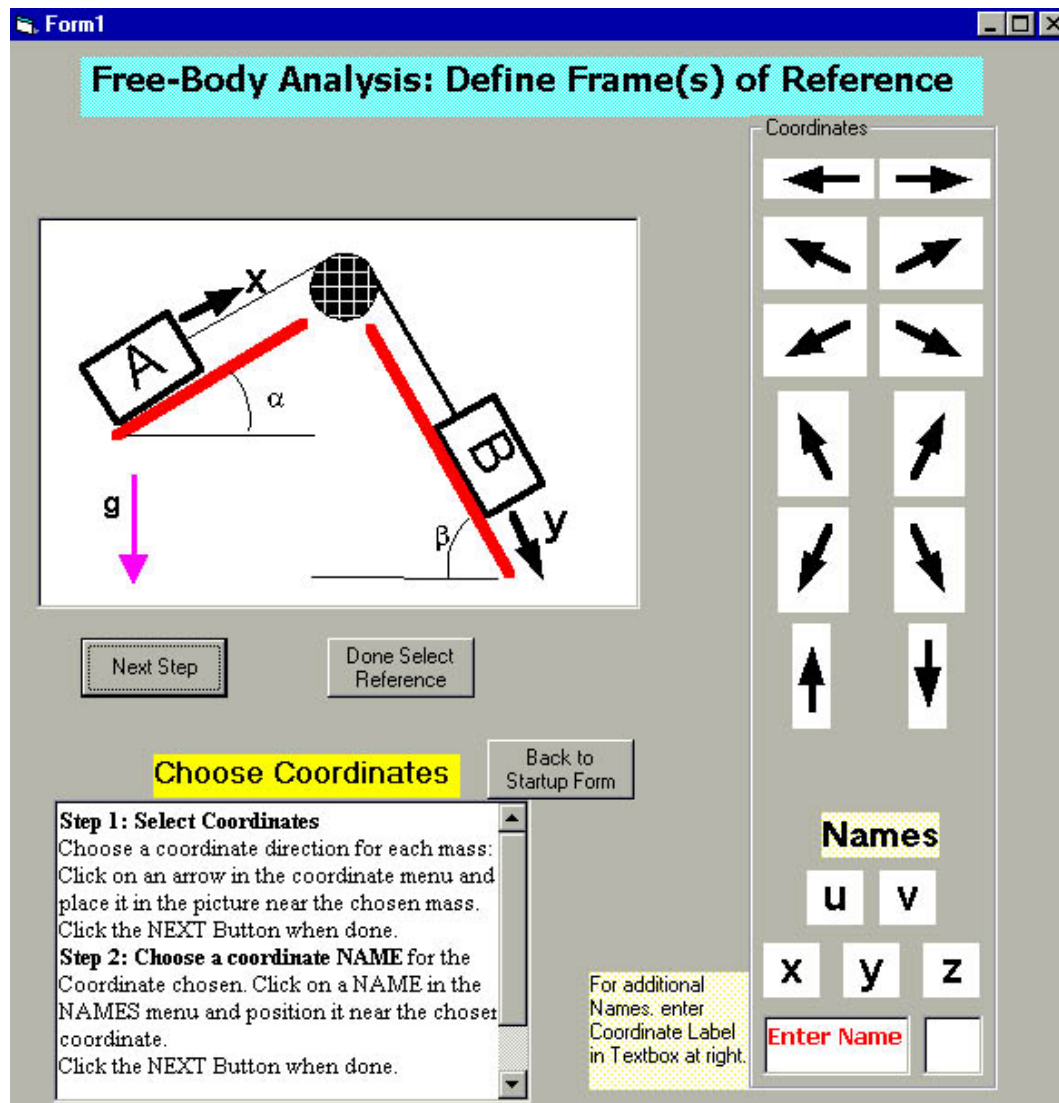 Form1
Free-Body Analysis: Define Frame(s) of Reference
Coordinates
x
A
α
g
B
β
y
Next Step
Done Select
Reference
Back to
Startup Form
Choose Coordinates
Step 1: Select Coordinates
Choose a coordinate direction for each mass:
Click on an arrow in the coordinate menu and
place it in the picture near the chosen mass.
Click the NEXT Button when done.
Step 2: Choose a coordinate NAME for the
Coordinate chosen. Click on a NAME in the
NAMES menu and position it near the choser
coordinate.
Click the NEXT Button when done.
Names
u v
x y z
For additional
Names. enter
Coordinate Label
in Textbox at right.
Enter Name